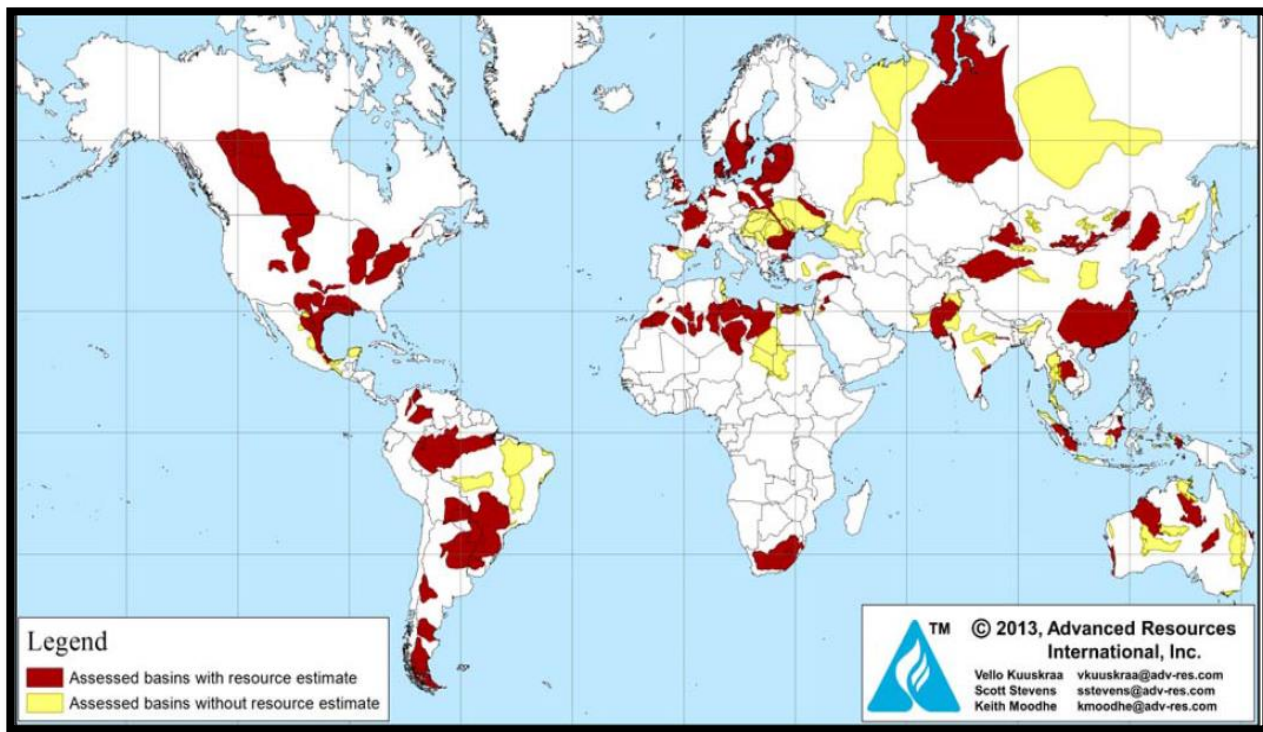 Legend
Assessed basins with resource estimate
Assessed basins without resource estimate
TM
© 2013, Advanced Resources
International, Inc.
Vello Kuuskraa vkuuskraa@adv-res.com
Scott Stevens sstevens@adv-res.com
Keith Moodhe kmoodhe@adv-res.com